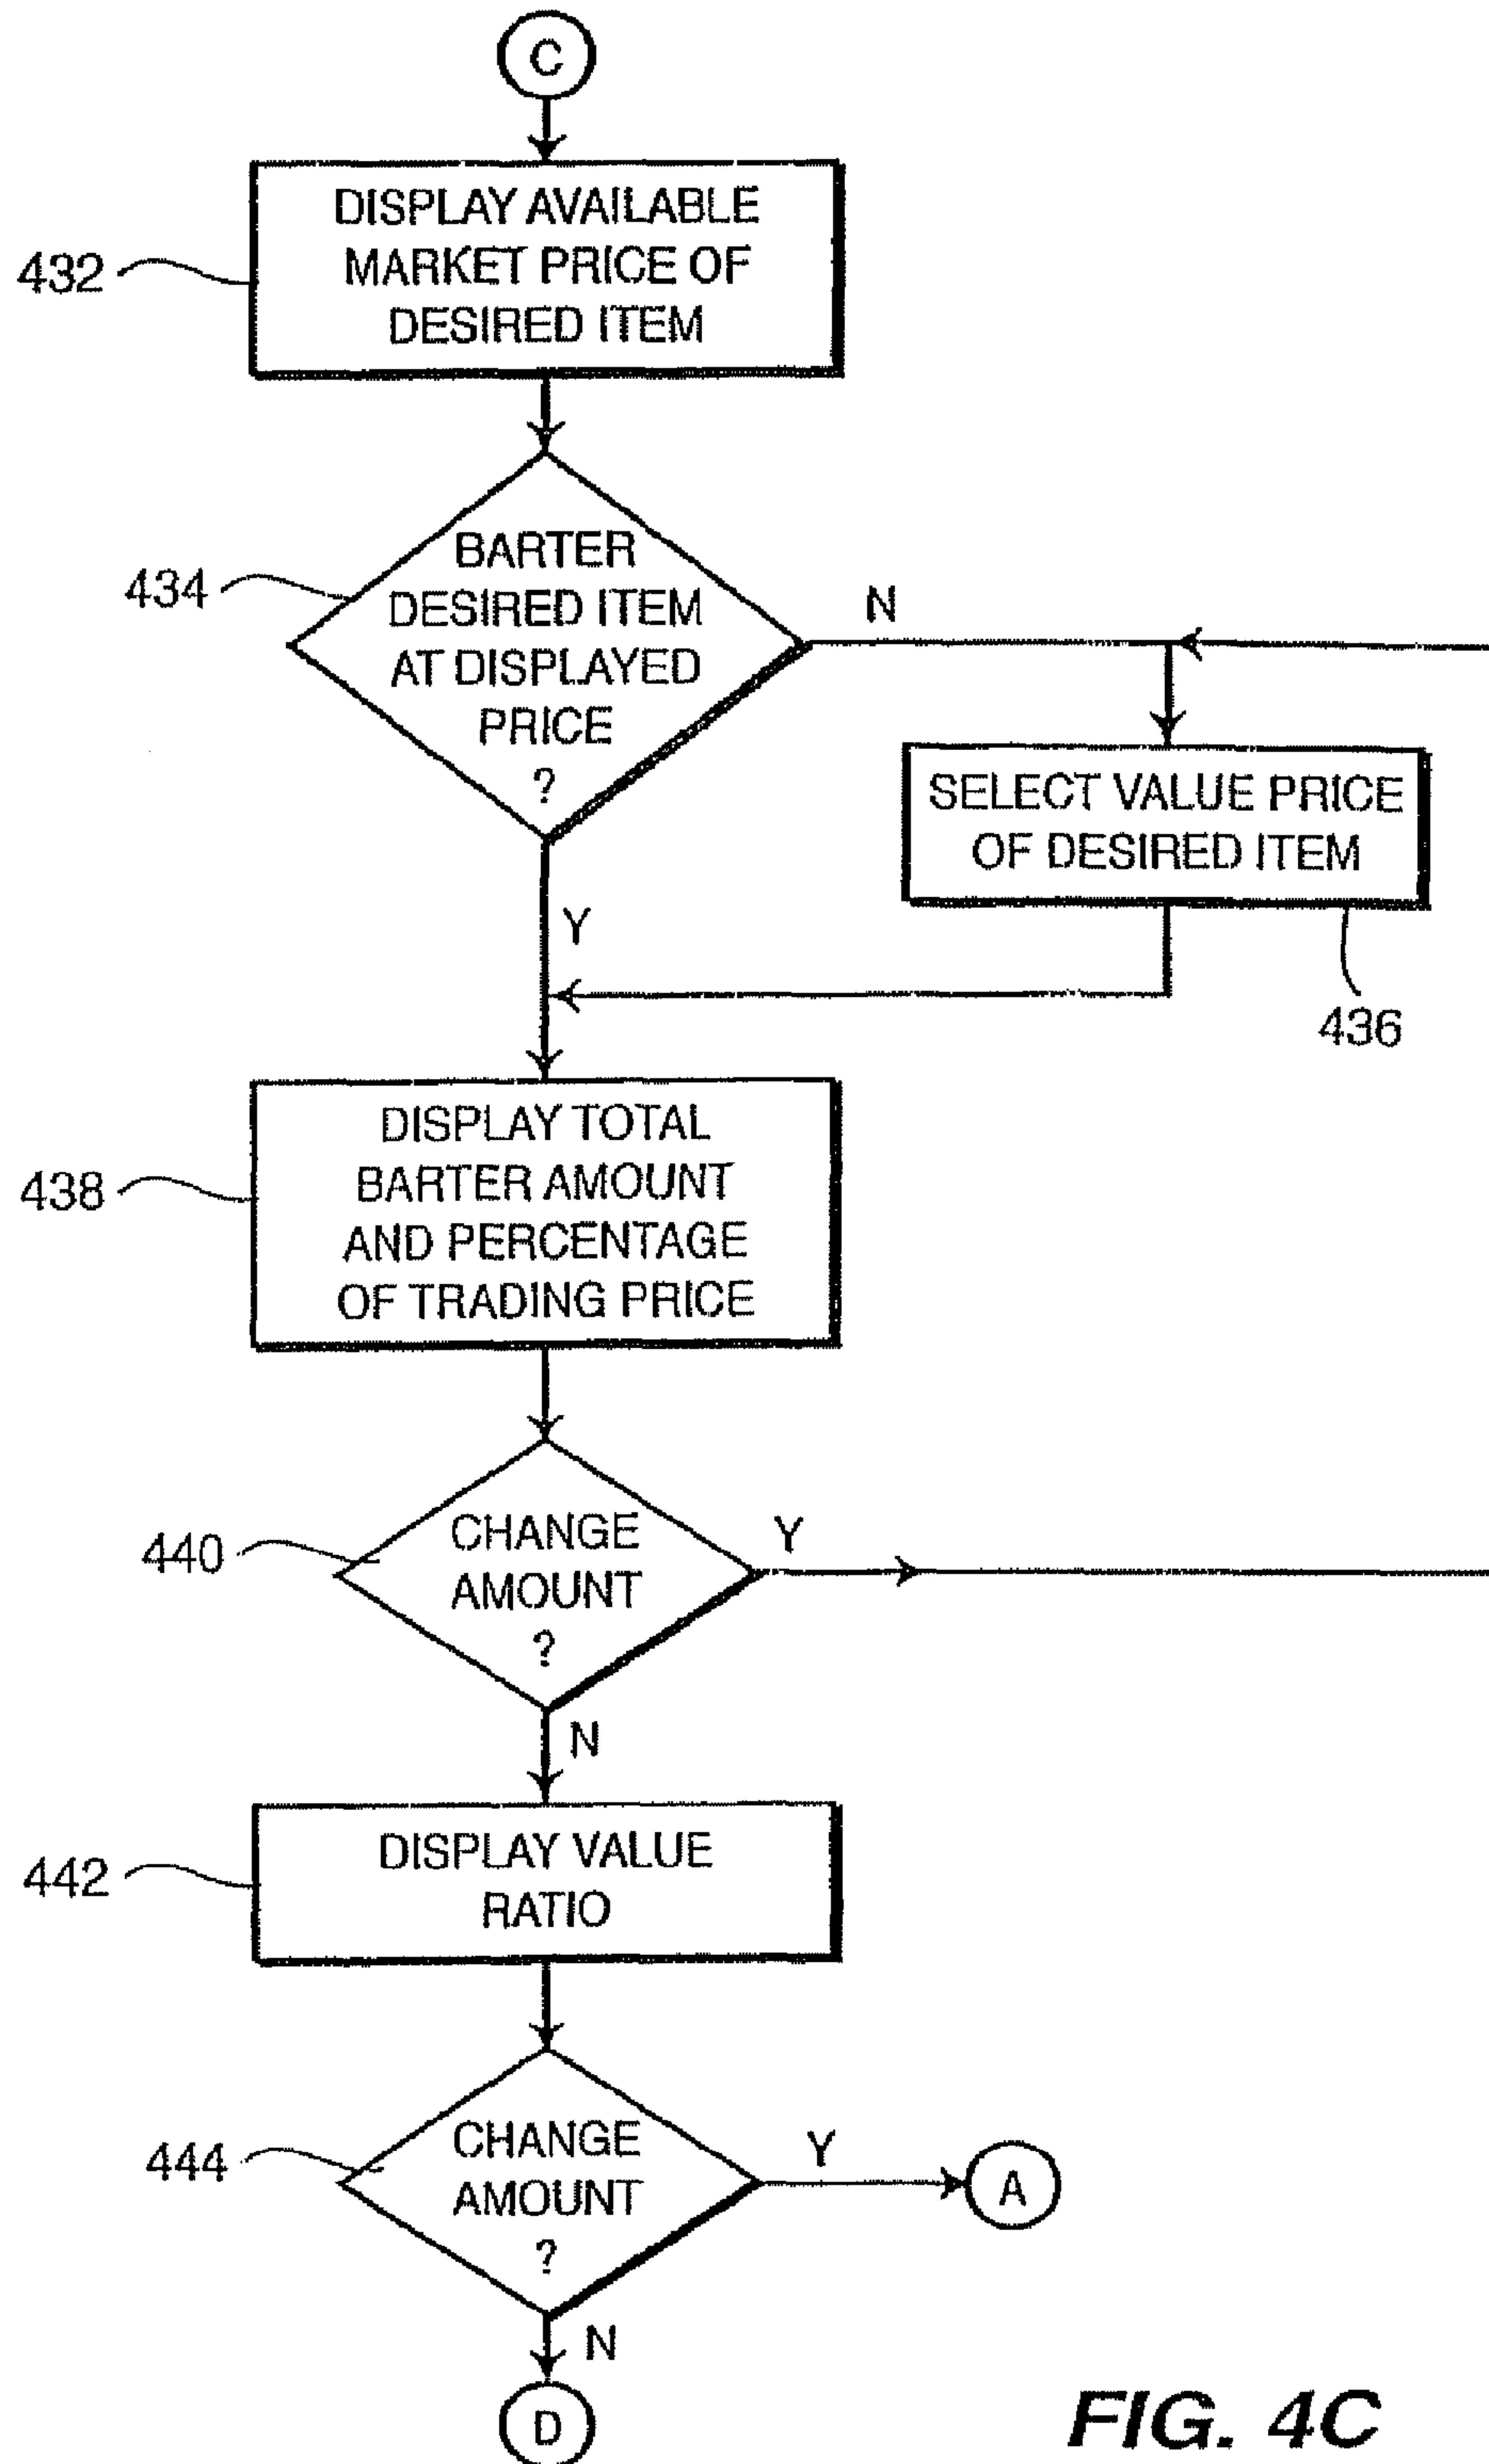 C
DISPLAY AVAILABLE
MARKET PRICE OF
DESIRED ITEM
432
BARTER
DESIRED ITEM
AT DISPLAYED
PRICE
?
434
N
SELECT VALUE PRICE
OF DESIRED ITEM
436
Y
DISPLAY TOTAL
BARTER AMOUNT
AND PERCENTAGE
OF TRADING PRICE
438
CHANGE
AMOUNT
?
440
Y
N
DISPLAY VALUE
RATIO
442
CHANGE
AMOUNT
?
444
Y
A
N
D
FIG. 4C